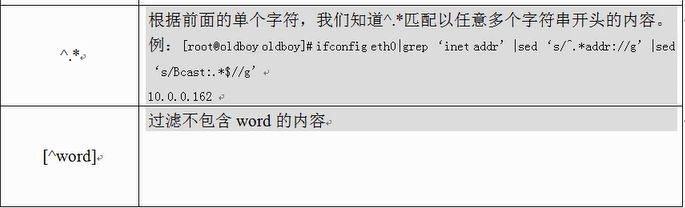 ^.*
根据前面的单个字符，我们知道^.*匹配以任意多个字符串开头的内容。
例：[root@oldboy oldboy]# ifconfig eth0|grep ‘inet addr’|sed ‘s/^.*addr://g’|sed
‘s/Bcast:.*$//g’
10.0.0.162
[^word]
过滤不包含 word 的内容